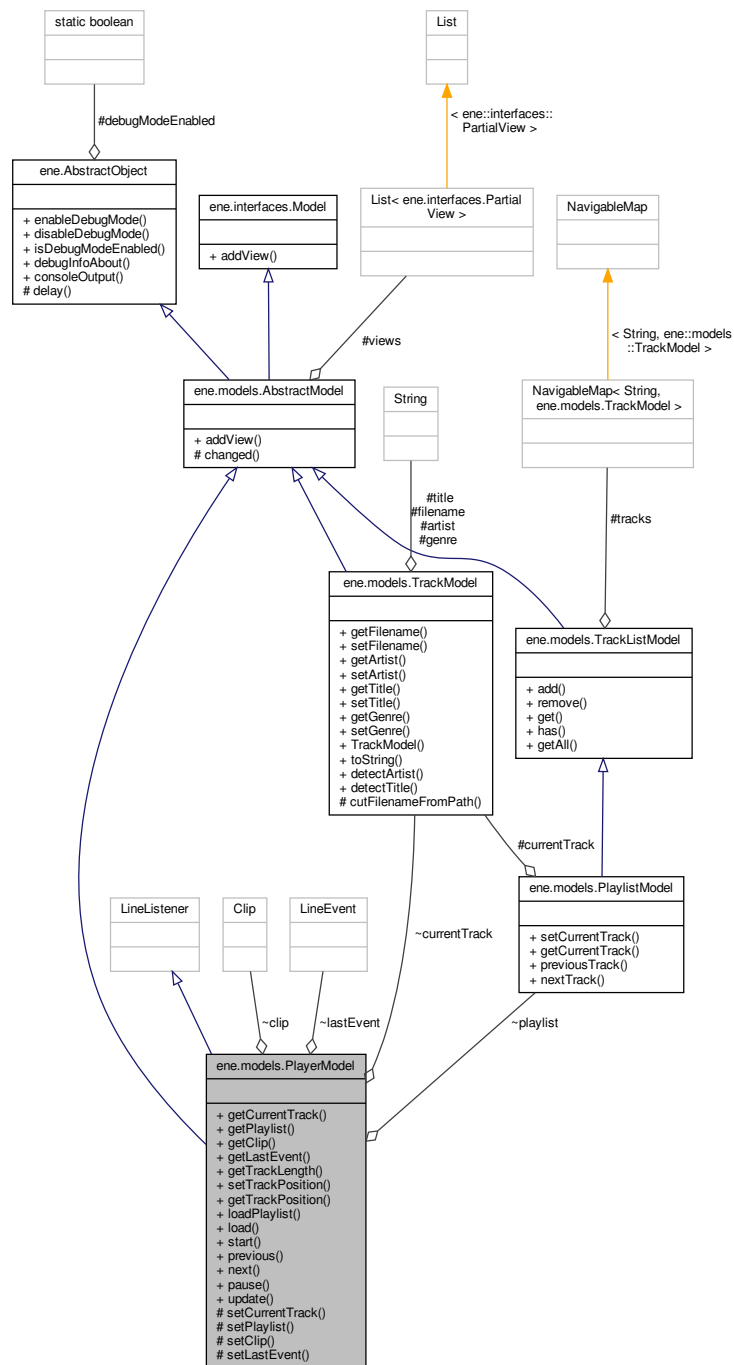 static boolean
List
#debugModeEnabled
< ene::interfaces::
PartialView >
ene.AbstractObject
+ enableDebugMode()
+ disableDebugMode()
+ isDebugModeEnabled()
+ debugInfoAbout()
+ consoleOutput()
# delay()
ene.interfaces.Model
+ addView()
List< ene.interfaces.Partial
View >
NavigableMap
#views
< String, ene::models
::TrackModel >
ene.models.AbstractModel
+ addView()
# changed()
String
NavigableMap< String,
ene.models.TrackModel >
#title
#filename
#artist
#genre
#tracks
ene.models.TrackModel
+ getFilename()
+ setFilename()
+ getArtist()
+ setArtist()
+ getTitle()
+ setTitle()
+ getGenre()
+ setGenre()
+ TrackModel()
+ toString()
+ detectArtist()
+ detectTitle()
# cutFilenameFromPath()
ene.models.TrackListModel
+ add()
+ remove()
+ get()
+ has()
+ getAll()
#currentTrack
ene.models.PlaylistModel
+ setCurrentTrack()
+ getCurrentTrack()
+ previousTrack()
+ nextTrack()
LineListener
Clip
LineEvent
~currentTrack
~clip
~lastEvent
~playlist
ene.models.PlayerModel
+ getCurrentTrack()
+ getPlaylist()
+ getClip()
+ getLastEvent()
+ getTrackLength()
+ setTrackPosition()
+ getTrackPosition()
+ loadPlaylist()
+ load()
+ start()
+ previous()
+ next()
+ pause()
+ update()
# setCurrentTrack()
# setPlaylist()
# setClip()
# setLastEvent()